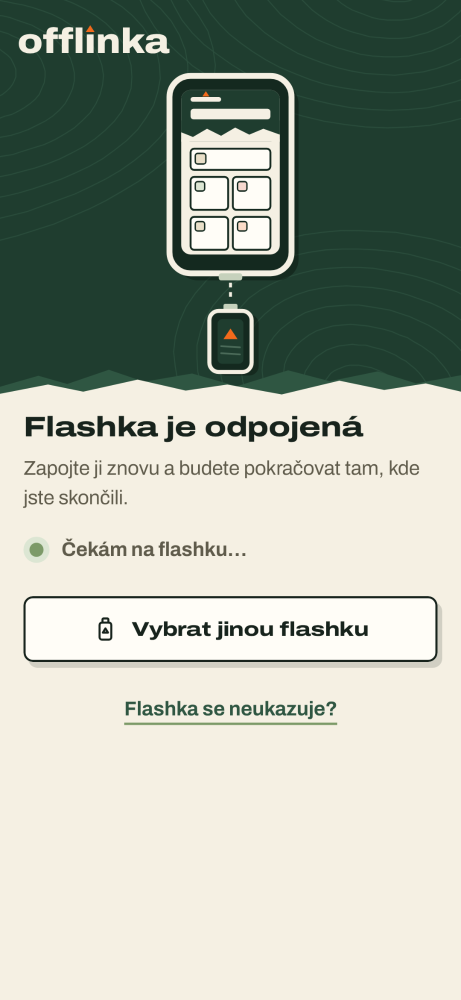 offlinka
Flashka je odpojená
Zapojte ji znovu a budete pokračovat tam, kde
jste skončili.
Čekám na flashku…
Vybrat jinou flashku
Flashka se neukazuje?